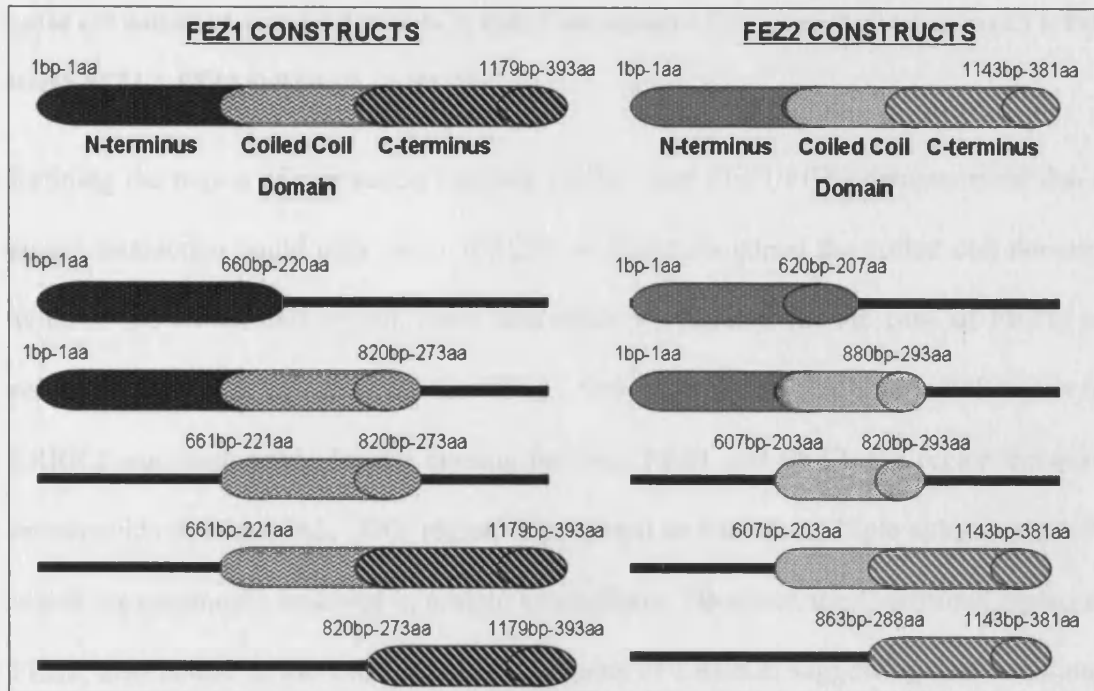 FEZ1 CONSTRUCTS
1bp-1aa 1179bp-393aa
N-terminus Coiled Coil C-terminus
Domain
1bp-1aa 660bp-220aa
1bp-1aa 820bp-273aa
661bp-221aa 820bp-273aa
661bp-221aa 1179bp-393aa
820bp-273aa 1179bp-393aa
FEZ2 CONSTRUCTS
1bp-1aa 1143bp-381aa
N-terminus Coiled Coil C-terminus
Domain
1bp-1aa 620bp-207aa
1bp-1aa 880bp-293aa
607bp-203aa 820bp-293aa
607bp-203aa 1143bp-381aa
863bp-288aa 1143bp-381aa